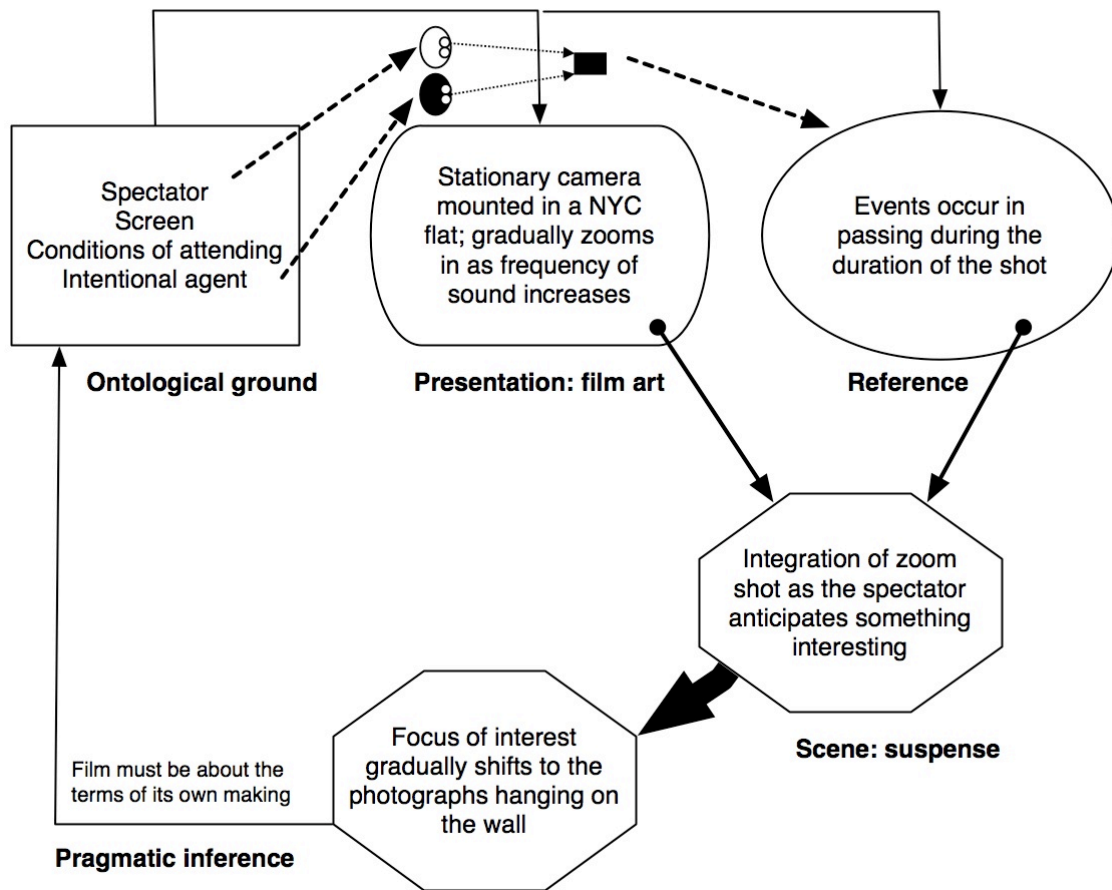 Spectator
Screen
Conditions of attending
Intentional agent
Ontological ground
Stationary camera
mounted in a NYC
flat; gradually zooms
in as frequency of
sound increases
Presentation: film art
Events occur in
passing during the
duration of the shot
Reference
Integration of zoom
shot as the spectator
anticipates something
interesting
Scene: suspense
Focus of interest
gradually shifts to the
photographs hanging on
the wall
Film must be about the
terms of its own making
Pragmatic inference